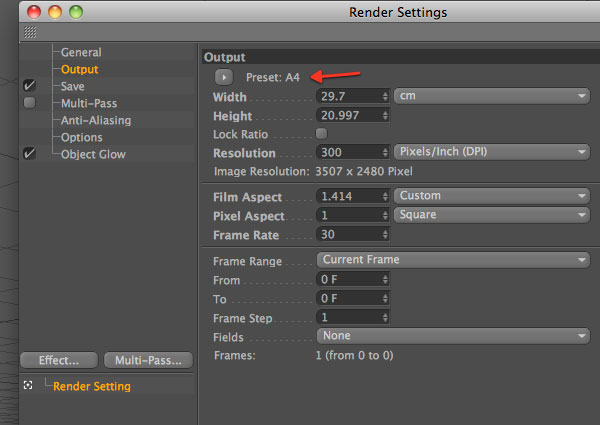 Render Settings
General
Output
Save
Multi-Pass
Anti-Aliasing
Options
Object Glow
Effect...
Multi-Pass...
Render Setting
Output
Preset: A4
Width 29.7 cm
Height 20.997
Lock Ratio
Resolution 300 Pixels/Inch (DPI)
Image Resolution: 3507 x 2480 Pixel
Film Aspect 1.414 Custom
Pixel Aspect 1 Square
Frame Rate 30
Frame Range Current Frame
From 0 F
To 0 F
Frame Step 1
Fields None
Frames: 1 (from 0 to 0)